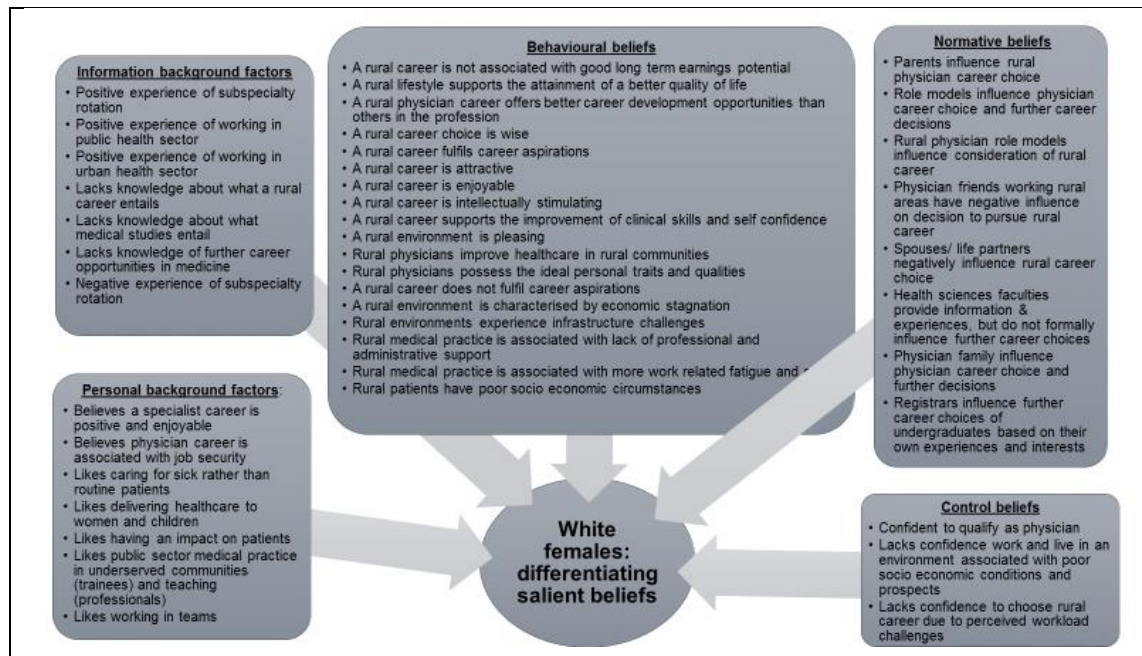 Information background factors
• Positive experience of subspecialty
rotation
• Positive experience of working in
public health sector
• Positive experience of working in
urban health sector
• Lacks knowledge about what a rural
career entails
• Lacks knowledge about what
medical studies entail
• Lacks knowledge of further career
opportunities in medicine
• Negative experience of subspecialty
rotation
Behavioural beliefs
• A rural career is not associated with good long term earnings potential
• A rural lifestyle supports the attainment of a better quality of life
• A rural physician career offers better career development opportunities than
others in the profession
• A rural career choice is wise
• A rural career fulfils career aspirations
• A rural career is attractive
• A rural career is enjoyable
• A rural career is intellectually stimulating
• A rural career supports the improvement of clinical skills and self confidence
• A rural environment is pleasing
• Rural physicians improve healthcare in rural communities
• Rural physicians possess the ideal personal traits and qualities
• A rural career does not fulfil career aspirations
• A rural environment is characterised by economic stagnation
• Rural environments experience infrastructure challenges
• Rural medical practice is associated with lack of professional and
administrative support
• Rural medical practice is associated with more work related fatigue and
• Rural patients have poor socio economic circumstances
Normative beliefs
• Parents influence rural
physician career choice
• Role models influence physician
career choice and further career
decisions
• Rural physician role models
influence consideration of rural
career
• Physician friends working rural
areas have negative influence
on decision to pursue rural
career
• Spouses/ life partners
negatively influence rural career
choice
• Health sciences faculties
provide information &
experiences, but do not formally
influence further career choices
• Physician family influence
physician career choice and
further decisions
• Registrars influence further
career choices of
undergraduates based on their
own experiences and interests
Personal background factors:
• Believes a specialist career is
positive and enjoyable
• Believes physician career is
associated with job security
• Likes caring for sick rather than
routine patients
• Likes delivering healthcare to
women and children
• Likes having an impact on patients
• Likes public sector medical practice
in underserved communities
(trainees) and teaching
(professionals)
• Likes working in teams
White
females:
differentiating
salient beliefs
Control beliefs
• Confident to qualify as physician
• Lacks confidence work and live in an
environment associated with poor
socio economic conditions and
prospects
• Lacks confidence to choose rural
career due to perceived workload
challenges